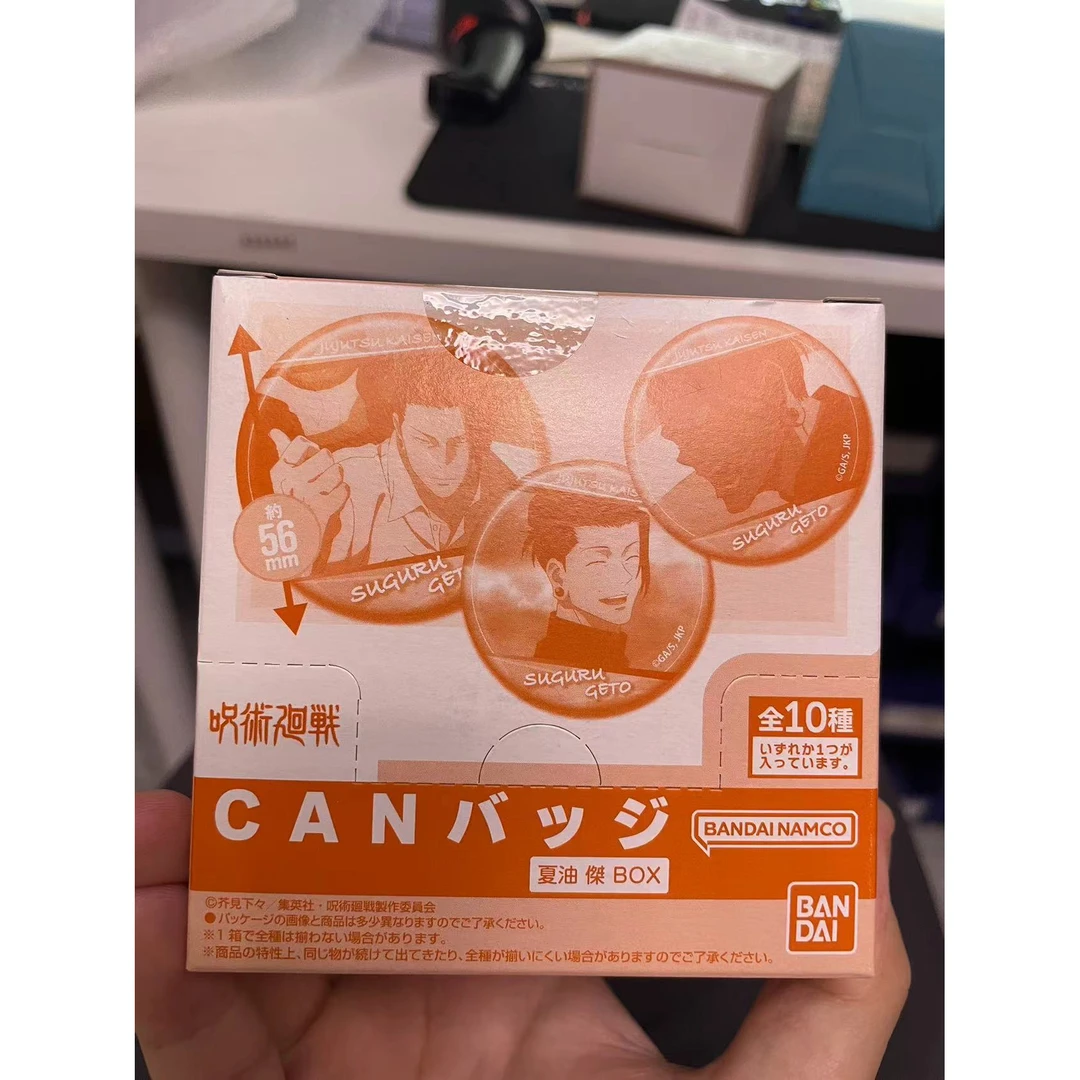 JUJUTSU KAISEN
JUJUTSU KAISEN
約
56
mm
©GA/S, JKP
SUGURU
GETO
JUJUTSU KAISEN
SUGURU
GETO
©GA/S, JKP
SUGURU
GETO
呪術廻戦
全10種
いずれか1つが
入っています。
CANバッジ
BANDAI NAMCO
夏油 傑 BOX
BAN
DAI
©芥見下々／集英社・呪術廻戦製作委員会
●パッケージの画像と商品は多少異なりますのでご了承ください。
※1箱で全種は揃わない場合があります。
※商品の特性上、同じ物が続けて出てきたり、全種が揃いにくい場合がありますのでご了承ください。